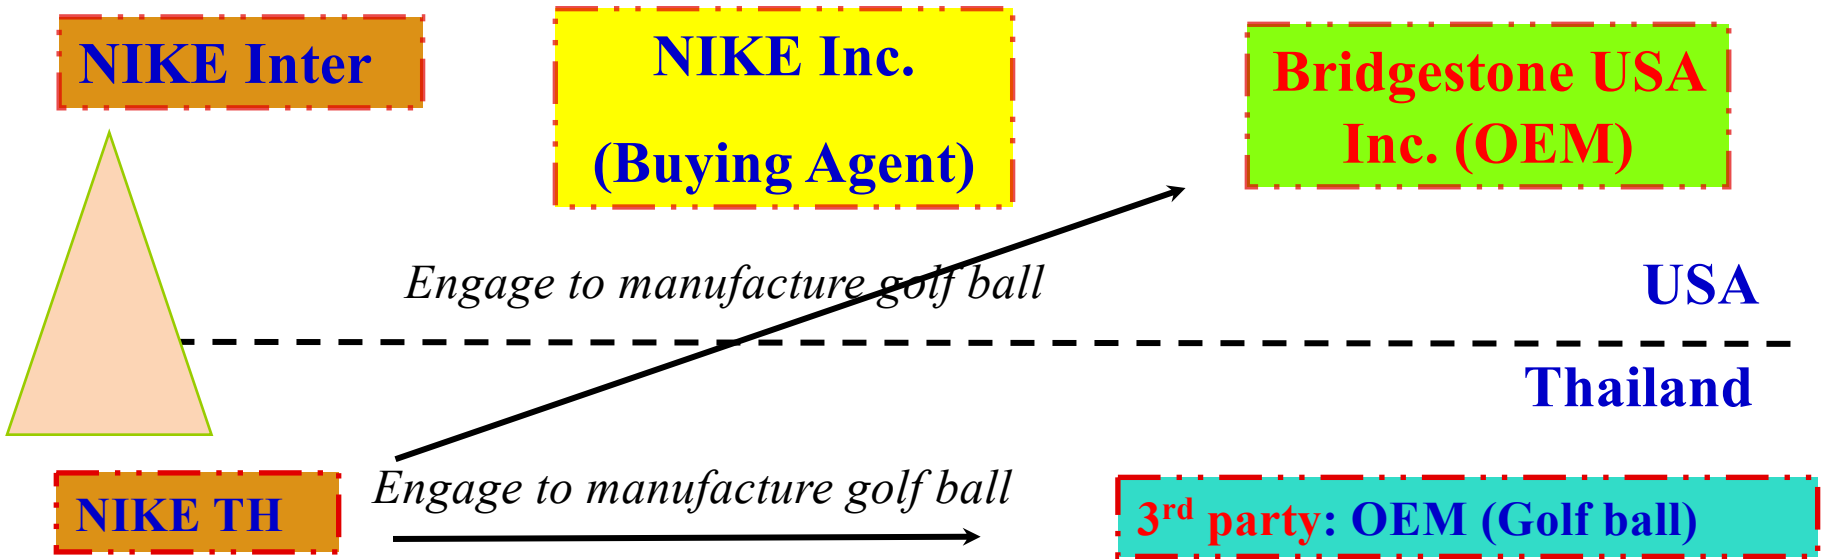 NIKE Inter
NIKE Inc.
(Buying Agent)
Bridgestone USA
Inc. (OEM)
Engage to manufacture golf ball
USA
Thailand
NIKE TH
Engage to manufacture golf ball
3rd party: OEM (Golf ball)